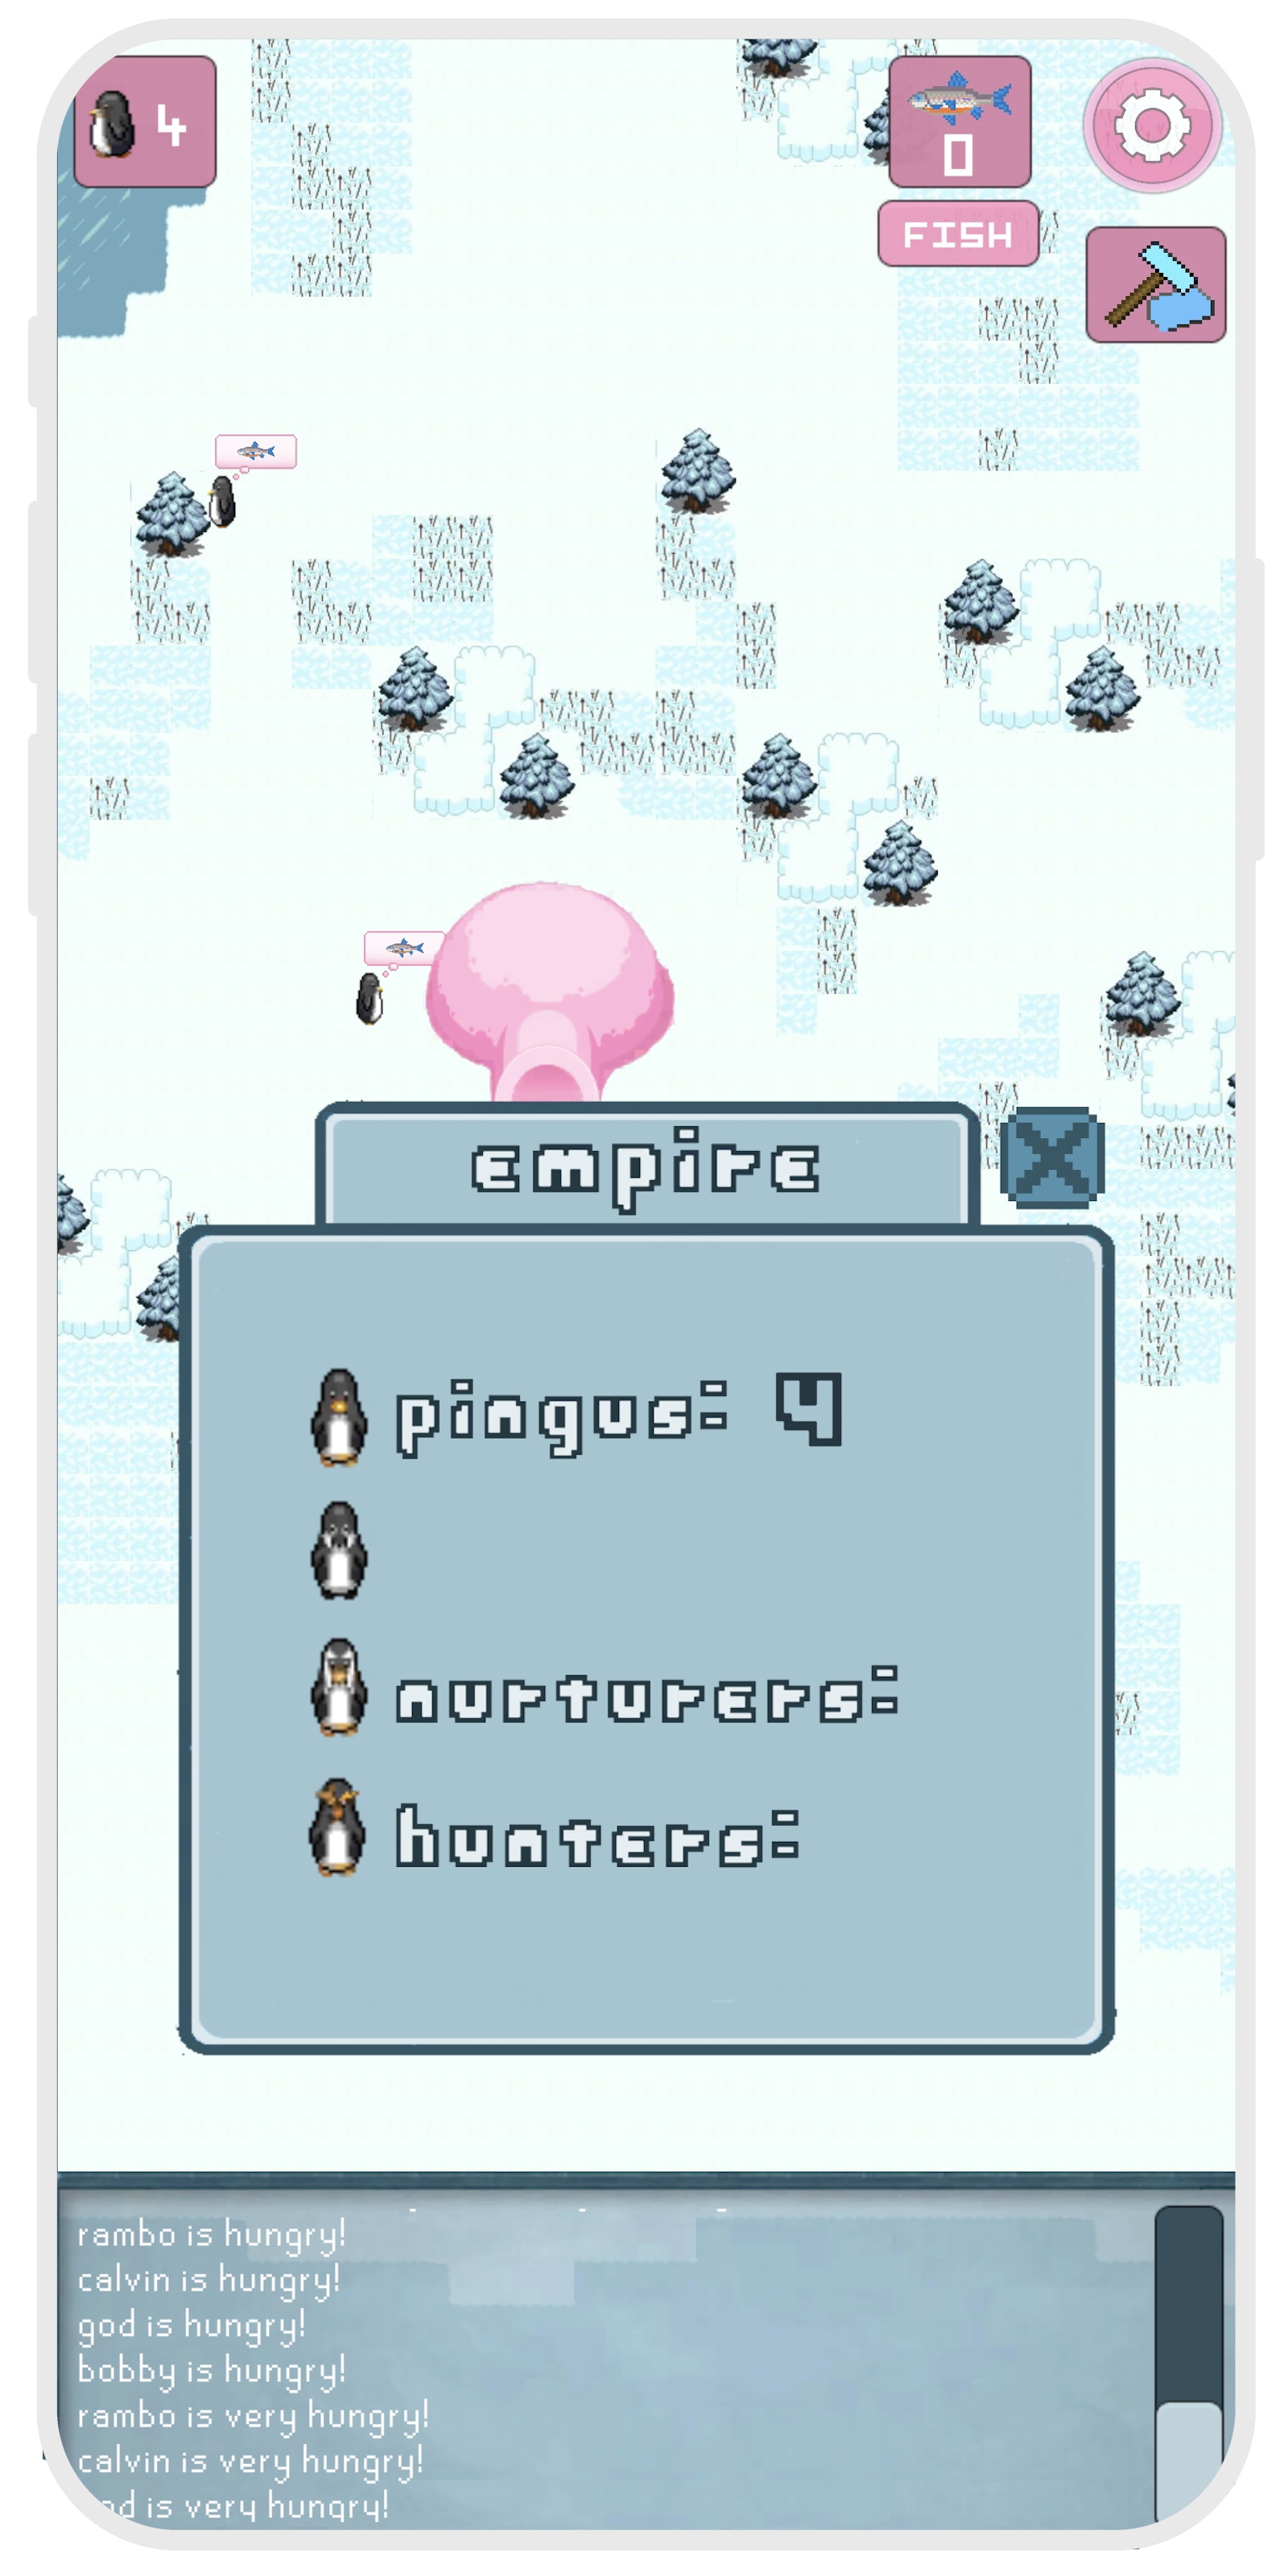 4
0
FISH
empire
pingus: 4
nurturers:
hunters:
rambo is hungry!
calvin is hungry!
god is hungry!
bobby is hungry!
rambo is very hungry!
calvin is very hungry!
is very hungry!